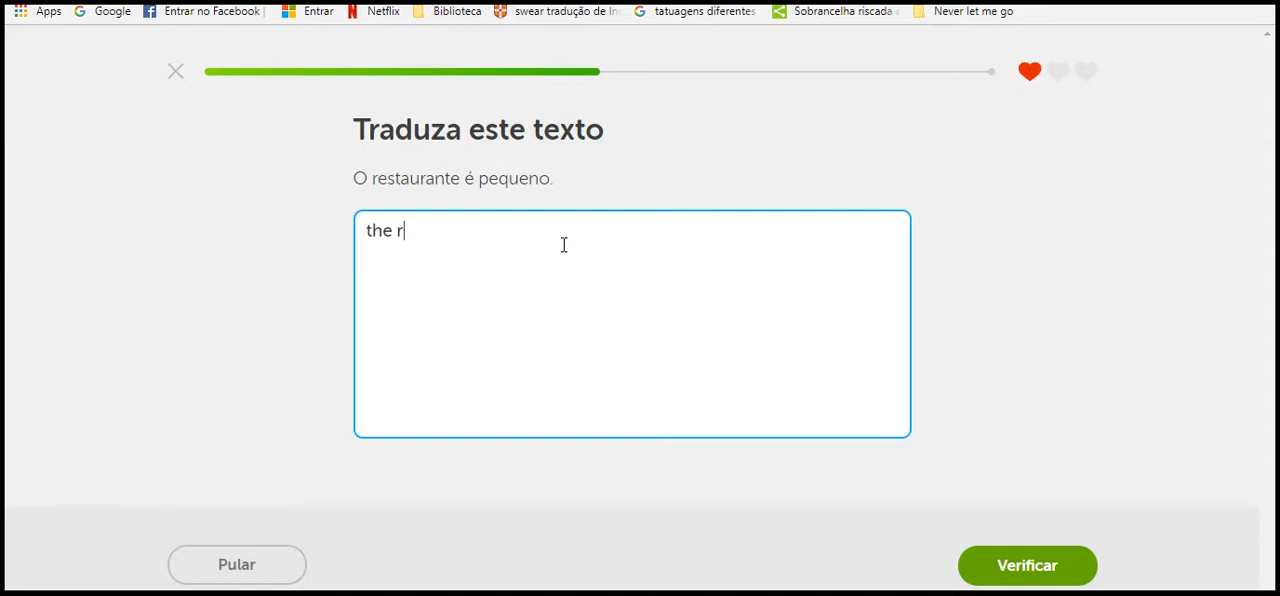 Apps Google Entrar no Facebook Entrar Netflix Biblioteca swear tradução de In tatuagens diferentes Sobrancelha riscada Never let me go
Traduza este texto
O restaurante é pequeno.
the r
Pular Verificar